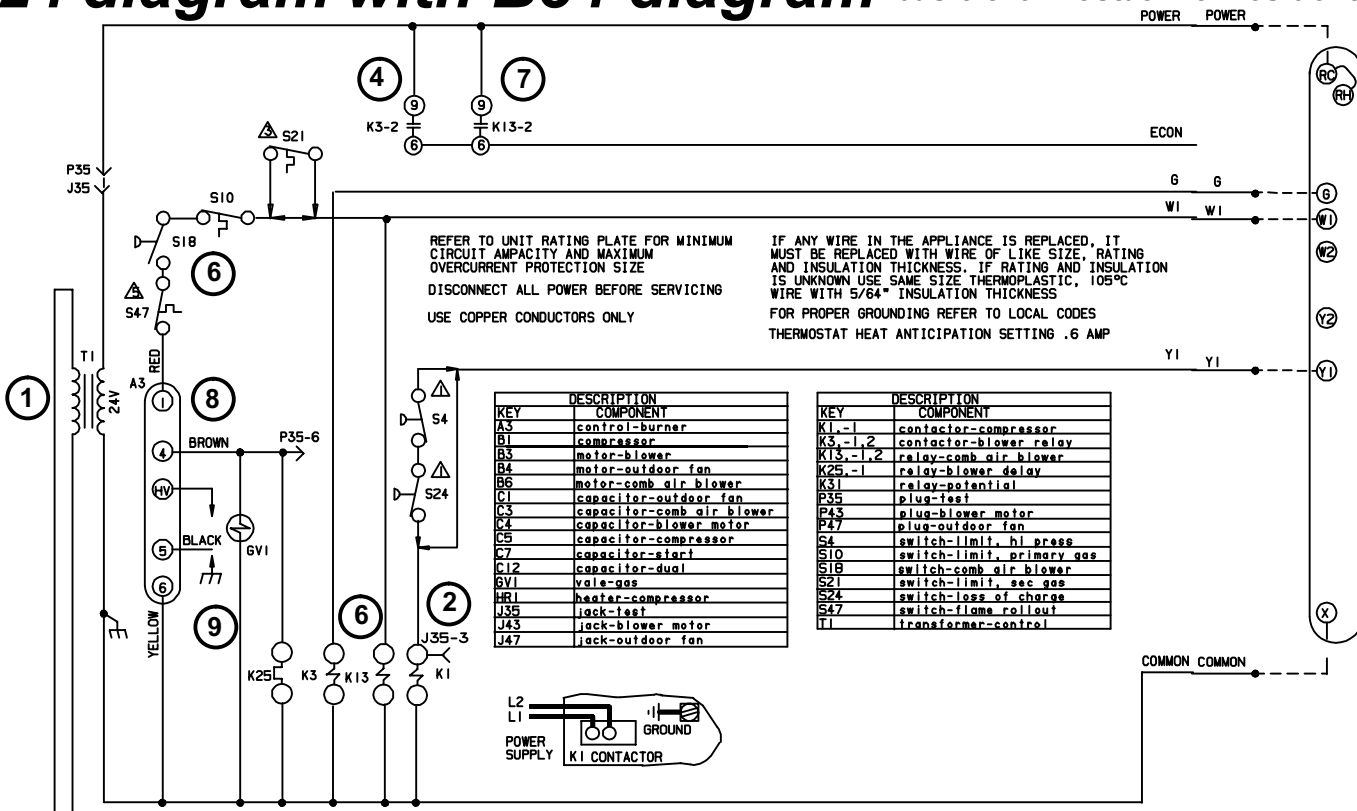 diagram with B
POWER POWER
4
7
9
9
K3-2
K13-2
6
6
ECON
RC
RH
3
S21
P35
J35
G G
G
S10
W1 W1
W1
S18
6
REFER TO UNIT RATING PLATE FOR MINIMUM
CIRCUIT AMPACITY AND MAXIMUM
OVERCURRENT PROTECTION SIZE
DISCONNECT ALL POWER BEFORE SERVICING
USE COPPER CONDUCTORS ONLY
IF ANY WIRE IN THE APPLIANCE IS REPLACED, IT
MUST BE REPLACED WITH WIRE OF LIKE SIZE, RATING
AND INSULATION THICKNESS. IF RATING AND INSULATION
IS UNKNOWN USE SAME SIZE THERMOPLASTIC, 105°C
WIRE WITH 5/64" INSULATION THICKNESS
FOR PROPER GROUNDING REFER TO LOCAL CODES
THERMOSTAT HEAT ANTICIPATION SETTING .6 AMP
W2
5
S47
Y2
T1
RED
Y1 Y1
Y1
1
24V
A3
1
8
1
S4
4
BROWN
P35-6
1
S24
HV
GV1
5
BLACK
6
YELLOW
9
6
2
J35-3
K25
K3
K13
K1
DESCRIPTION
KEY COMPONENT
A3 control-burner
B1 compressor
B3 motor-blower
B4 motor-outdoor fan
B6 motor-comb air blower
C1 capacitor-outdoor fan
C3 capacitor-comb air blower
C4 capacitor-blower motor
C5 capacitor-compressor
C7 capacitor-start
C12 capacitor-dual
GV1 vale-gas
HR1 heater-compressor
J35 jack-test
J43 jack-blower motor
J47 jack-outdoor fan
DESCRIPTION
KEY COMPONENT
K1,-1 contactor-compressor
K3,-1,2 contactor-blower relay
K13,-1,2 relay-comb air blower
K25,-1 relay-blower delay
K31 relay-potential
P35 plug-test
P43 plug-blower motor
P47 plug-outdoor fan
S4 switch-limit, hi press
S10 switch-limit, primary gas
S18 switch-comb air blower
S21 switch-limit, sec gas
S24 switch-loss of charge
S47 switch-flame rollout
T1 transformer-control
X
COMMON COMMON
L2
L1
POWER
SUPPLY
GROUND
K1 CONTACTOR